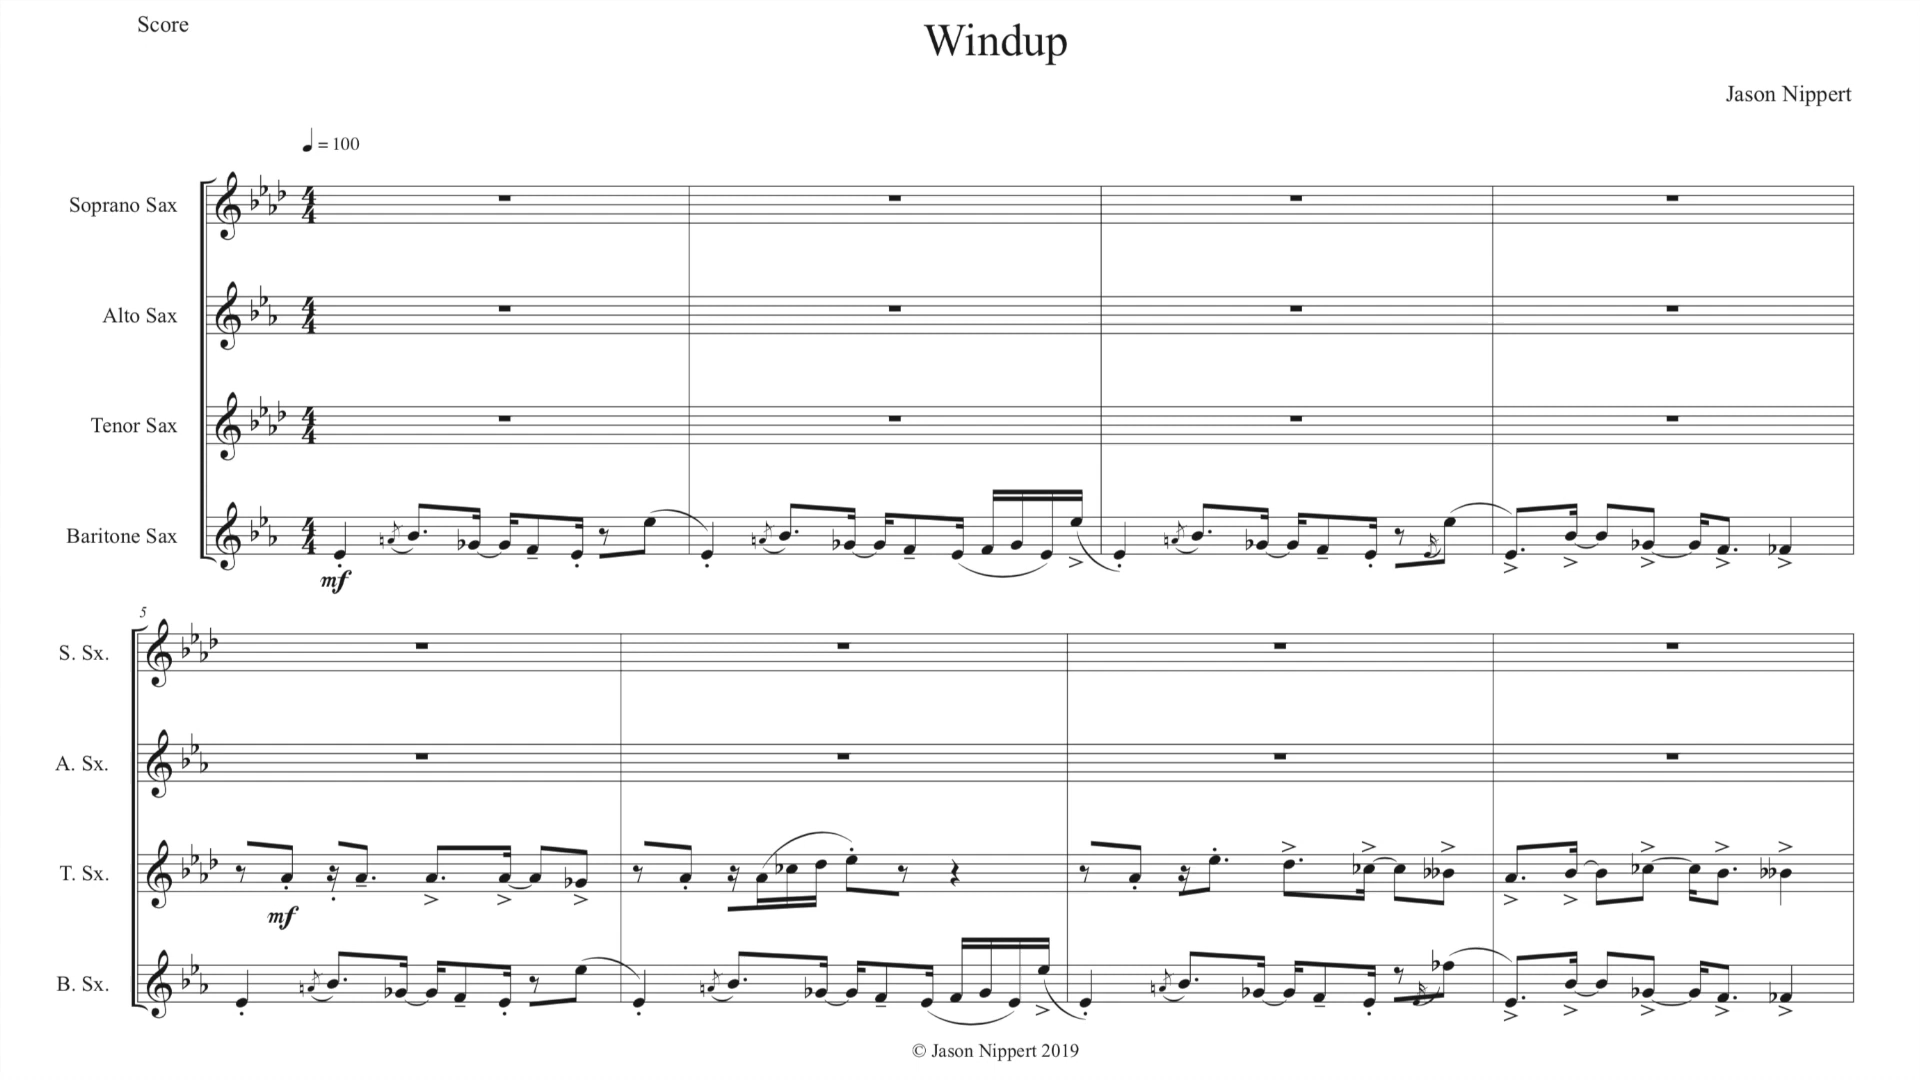 Score
Windup
Jason Nippert
= 100
Soprano Sax
Alto Sax
Tenor Sax
Baritone Sax
mf
5
S. Sx.
A. Sx.
T. Sx.
mf
B. Sx.
© Jason Nippert 2019